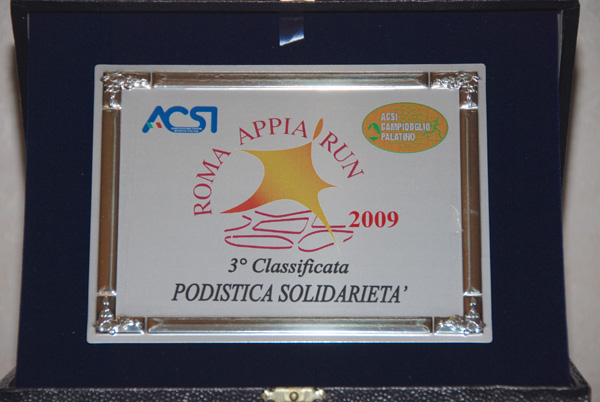 ACSI
ROMA APPIA RUN
ACSI
CAMPIDOGLIO
PALATINO
2009
3° Classificata
PODISTICA SOLIDARIETA'